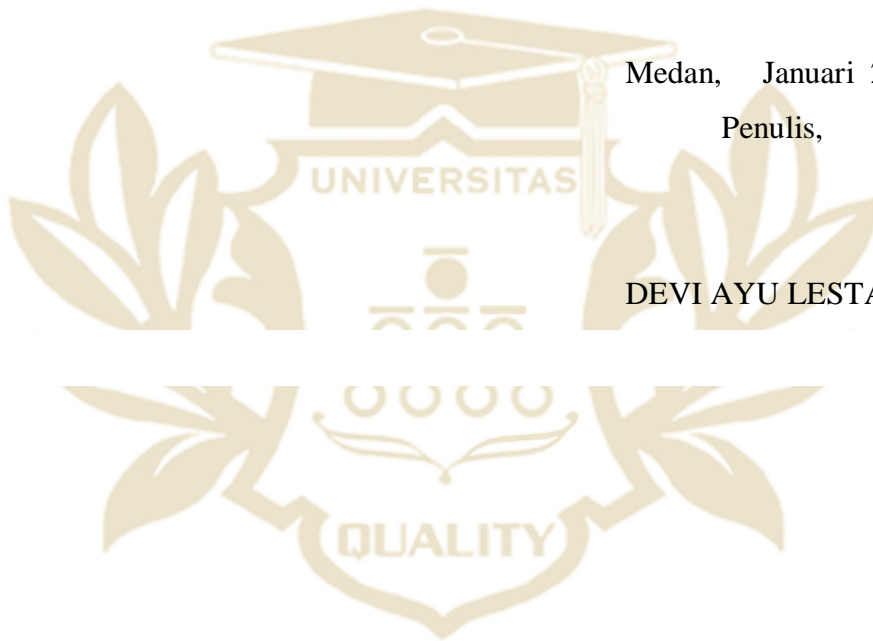 Medan, Januari
Penulis,
UNIVERSITAS
DEVI AYU
QUALITY